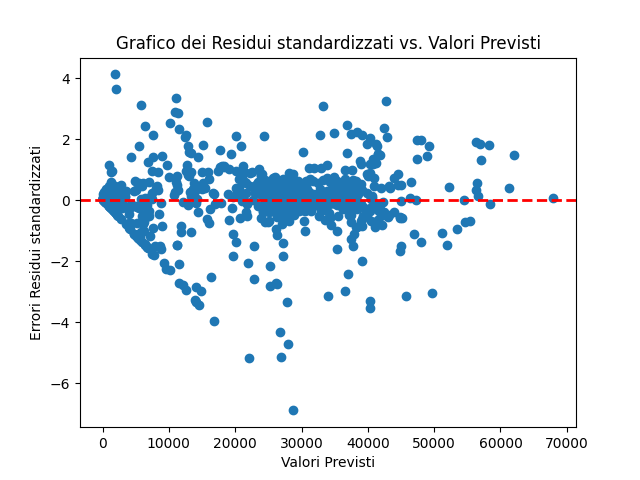 Grafico dei Residui standardizzati vs. Valori Previsti
Errori Residui standardizzati
4
2
0
−2
−4
−6
0 10000 20000 30000 40000 50000 60000 70000
Valori Previsti